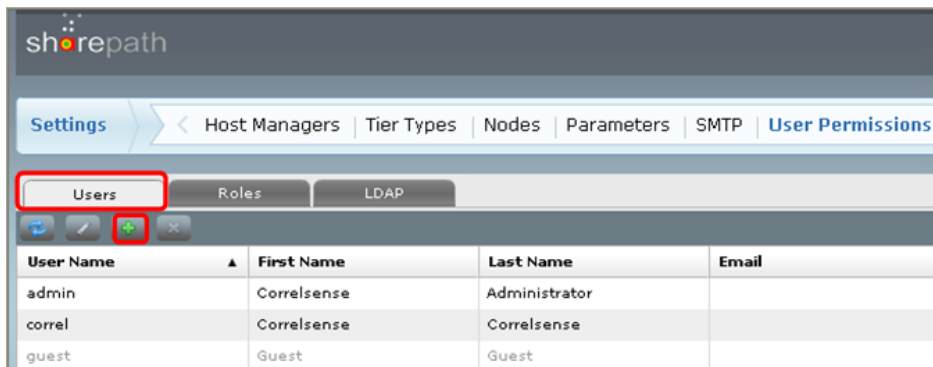 sharepath
Settings Host Managers | Tier Types | Nodes | Parameters | SMTP | User Permissions
Users Roles LDAP
User Name First Name Last Name Email
admin Correlsense Administrator
correl Correlsense Correlsense
guest Guest Guest